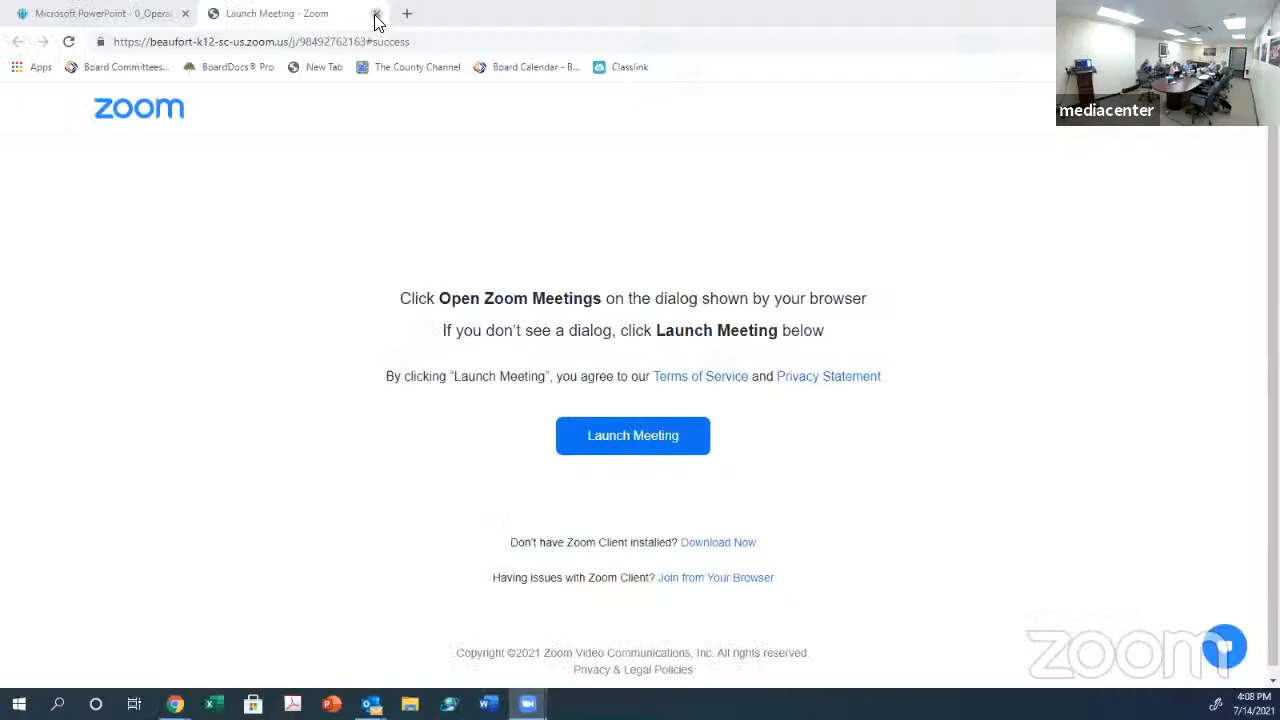 Microsoft PowerPoint - 0_Operat
Launch Meeting - Zoom
https://beaufort-k12-sc-us.zoom.us/j/98492762163#success
Apps
Board Committees...
BoardDocs® Pro
New Tab
The County Channel
Board Calendar - B...
Classlink
zoom
mediacenter
Click Open Zoom Meetings on the dialog shown by your browser
If you don't see a dialog, click Launch Meeting below
By clicking “Launch Meeting”, you agree to our Terms of Service and Privacy Statement
Launch Meeting
Don't have Zoom Client installed? Download Now
Having issues with Zoom Client? Join from Your Browser
Copyright ©2021 Zoom Video Communications, Inc. All rights reserved.
Privacy & Legal Policies
zoom
4:08 PM
7/14/2021